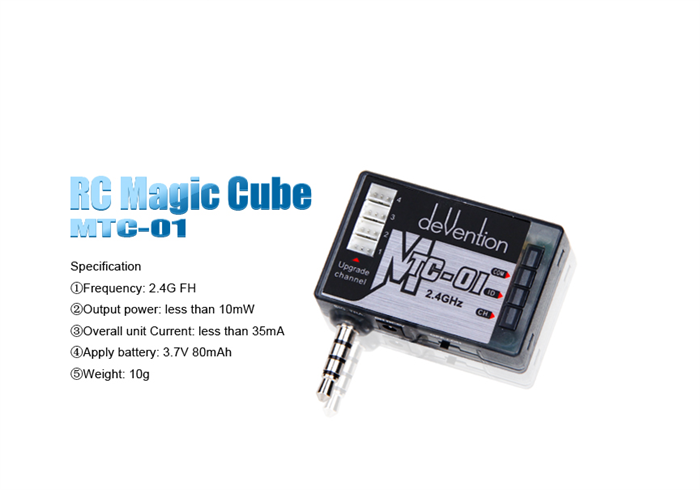 RC Magic Cube
MTC-01
Specification
①Frequency: 2.4G FH
②Output power: less than 10mW
③Overall unit Current: less than 35mA
④Apply battery: 3.7V 80mAh
⑤Weight: 10g
4
3
2
1
Upgrade
channel
deVention
MTC-01
2.4GHz
COM
ID
CH